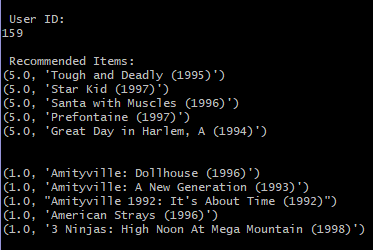 User ID:
159
Recommended Items:
(5.0, 'Tough and Deadly (1995)')
(5.0, 'Star Kid (1997)')
(5.0, 'Santa with Muscles (1996)')
(5.0, 'Prefontaine (1997)')
(5.0, 'Great Day in Harlem, A (1994)')
(1.0, 'Amityville: Dollhouse (1996)')
(1.0, 'Amityville: A New Generation (1993)')
(1.0, "Amityville 1992: It's About Time (1992)")
(1.0, 'American Strays (1996)')
(1.0, '3 Ninjas: High Noon At Mega Mountain (1998)')